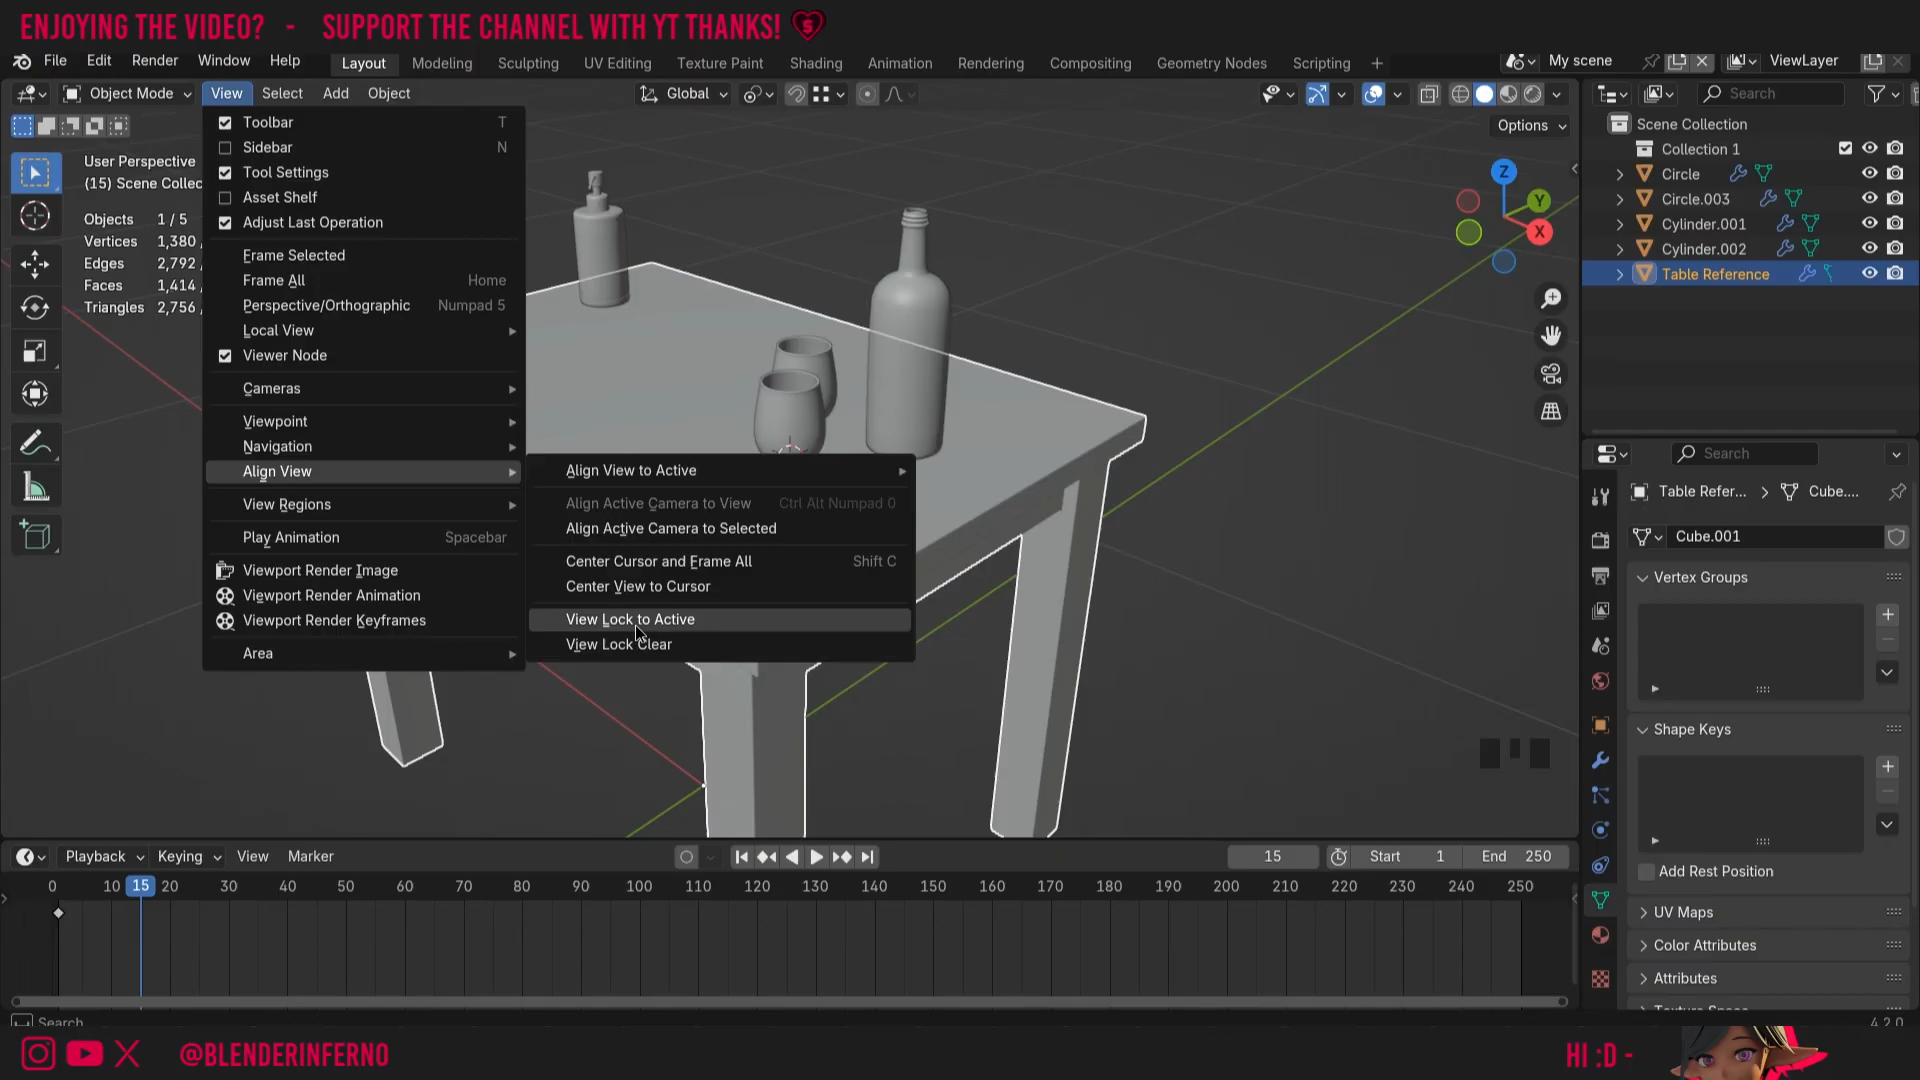 ENJOYING THE VIDEO? - SUPPORT THE CHANNEL WITH YT THANKS!
File Edit Render Window Help
Layout Modeling Sculpting UV Editing Texture Paint Shading Animation Rendering Compositing Geometry Nodes Scripting +
My scene
ViewLayer
Object Mode View Select Add Object
Global
Search
Options
User Perspective
(15) Scene Collec
Objects 1 / 5
Vertices 1,380
Edges 2,792
Faces 1,414
Triangles 2,756
Toolbar T
Sidebar N
Tool Settings
Asset Shelf
Adjust Last Operation
Frame Selected
Frame All Home
Perspective/Orthographic Numpad 5
Local View
Viewer Node
Cameras
Viewpoint
Navigation
Align View
View Regions
Play Animation Spacebar
Viewport Render Image
Viewport Render Animation
Viewport Render Keyframes
Area
Align View to Active
Align Active Camera to View Ctrl Alt Numpad 0
Align Active Camera to Selected
Center Cursor and Frame All Shift C
Center View to Cursor
View Lock to Active
View Lock Clear
Z
Y
X
Scene Collection
Collection 1
Circle
Circle.003
Cylinder.001
Cylinder.002
Table Reference
Search
Table Refer... > Cube....
Cube.001
Vertex Groups
Shape Keys
Add Rest Position
UV Maps
Color Attributes
Attributes
Playback Keying View Marker
15 Start 1 End 250
0 10 15 20 30 40 50 60 70 80 90 100 110 120 130 140 150 160 170 180 190 200 210 220 230 240 250
Search
4.2.0
@BLENDERINFERNO
HI :D -